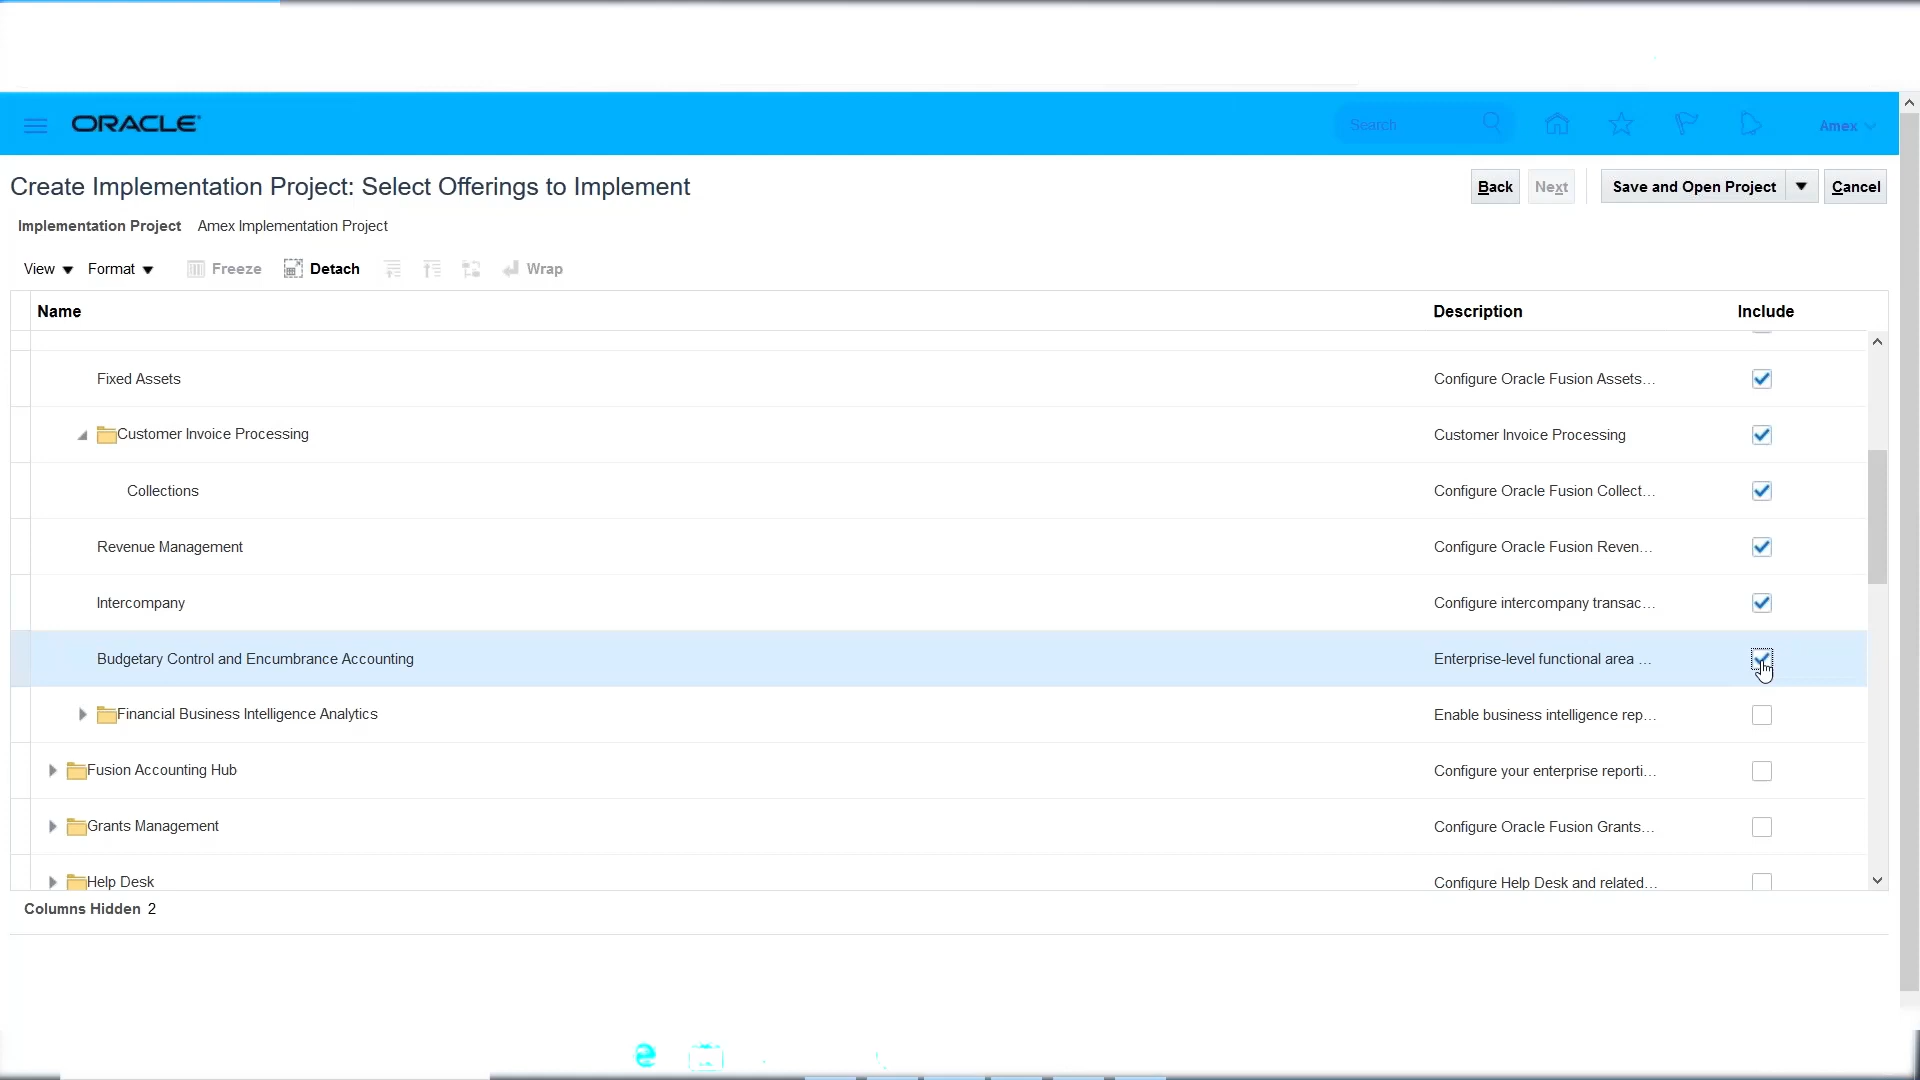 ORACLE
Search
Amex
Create Implementation Project: Select Offerings to Implement
Back
Next
Save and Open Project
Cancel
Implementation Project Amex Implementation Project
View Format Freeze Detach Wrap
Name Description Include
Fixed Assets Configure Oracle Fusion Assets...
Customer Invoice Processing Customer Invoice Processing
Collections Configure Oracle Fusion Collect...
Revenue Management Configure Oracle Fusion Reven...
Intercompany Configure intercompany transac...
Budgetary Control and Encumbrance Accounting Enterprise-level functional area ...
Financial Business Intelligence Analytics Enable business intelligence rep...
Fusion Accounting Hub Configure your enterprise reporti...
Grants Management Configure Oracle Fusion Grants...
Help Desk Configure Help Desk and related...
Columns Hidden 2